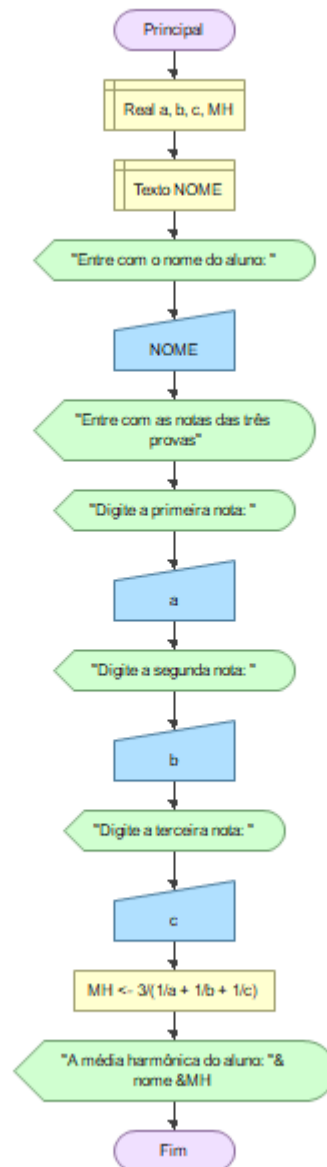 Principal
Real a, b, c, MH
Texto NOME
"Entre com o nome do aluno: "
NOME
"Entre com as notas das três
provas"
"Digite a primeira nota: "
a
"Digite a segunda nota: "
b
"Digite a terceira nota: "
c
MH <- 3/(1/a + 1/b + 1/c)
"A média harmônica do aluno: "&
nome &MH
Fim